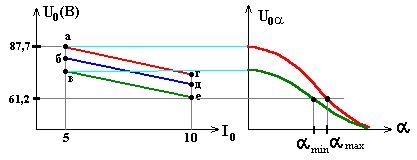 U₀(В)
U₀α
87,7
а
б
в
г
д
е
61,2
5
10
I₀
α
αmin
αmax